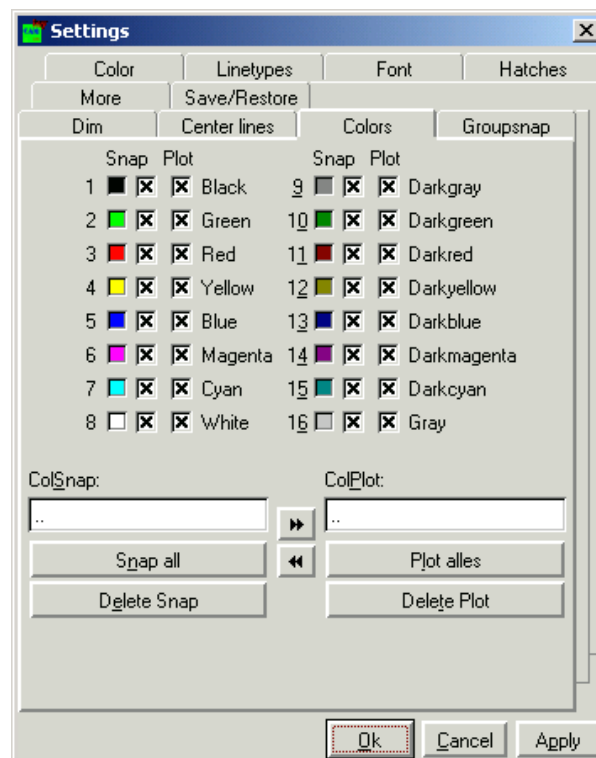 Settings
Color Linetypes Font Hatches
More Save/Restore
Dim Center lines Colors Groupsnap
Snap Plot Snap Plot
1 Black 9 Darkgray
2 Green 10 Darkgreen
3 Red 11 Darkred
4 Yellow 12 Darkyellow
5 Blue 13 Darkblue
6 Magenta 14 Darkmagenta
7 Cyan 15 Darkcyan
8 White 16 Gray
ColSnap: ColPlot:
.. ..
Snap all Plot alles
Delete Snap Delete Plot
Ok Cancel Apply